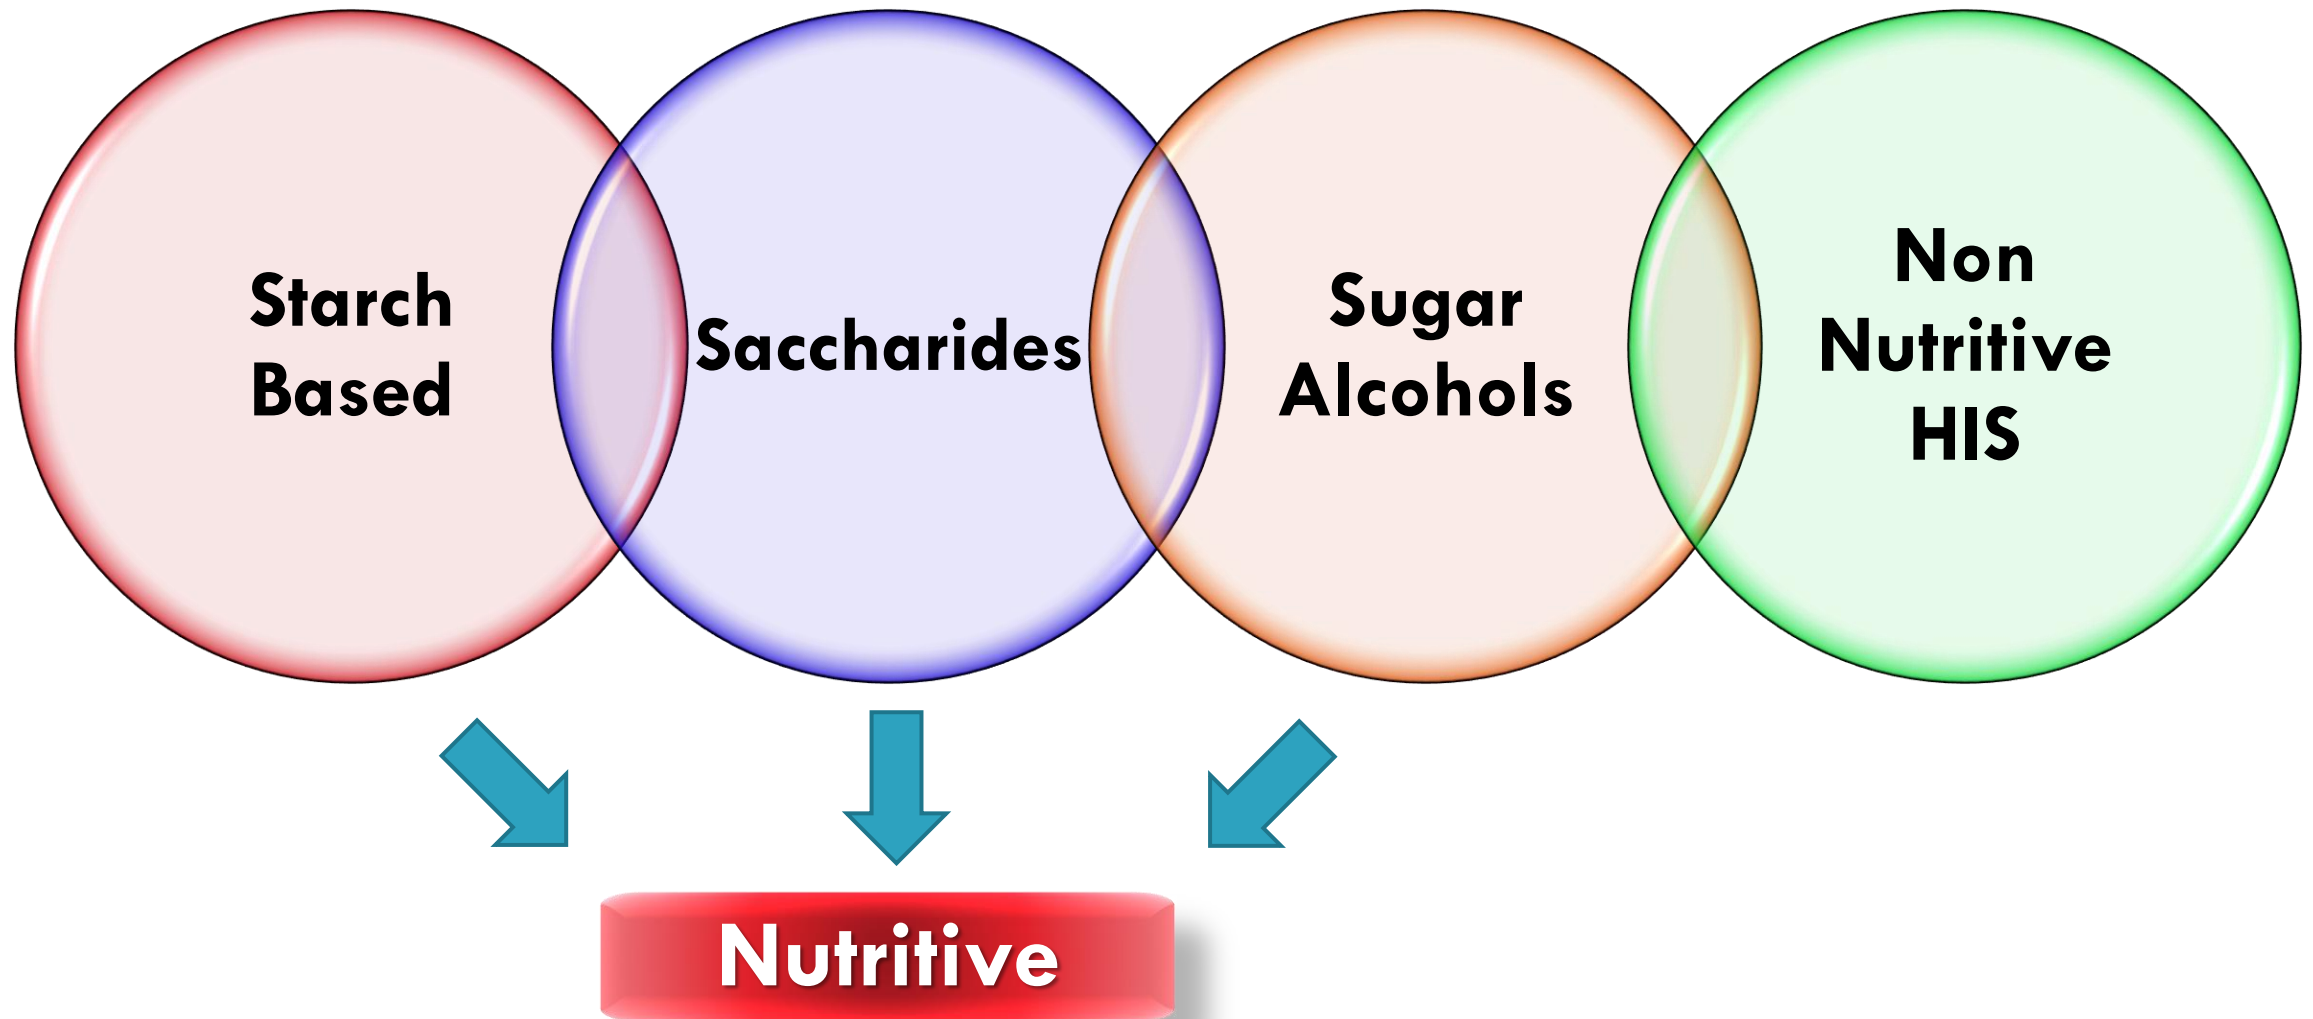 Starch
Based
Saccharides
Sugar
Alcohols
Non
Nutritive
HIS
Nutritive